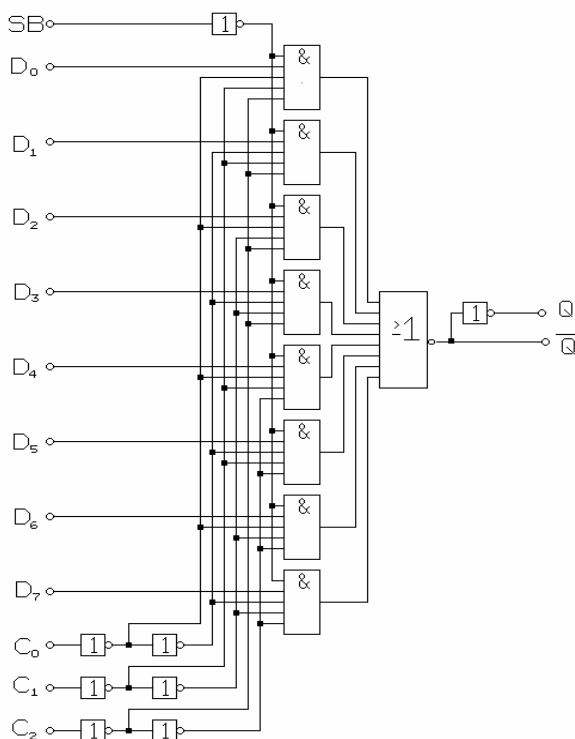 SB 1
D₀ &
D₁ &
D₂ &
D₃ & 1 Q
≥1
D₄ & Q̅
D₅ &
D₆ &
D₇ &
C₀ 1 1
C₁ 1 1
C₂ 1 1